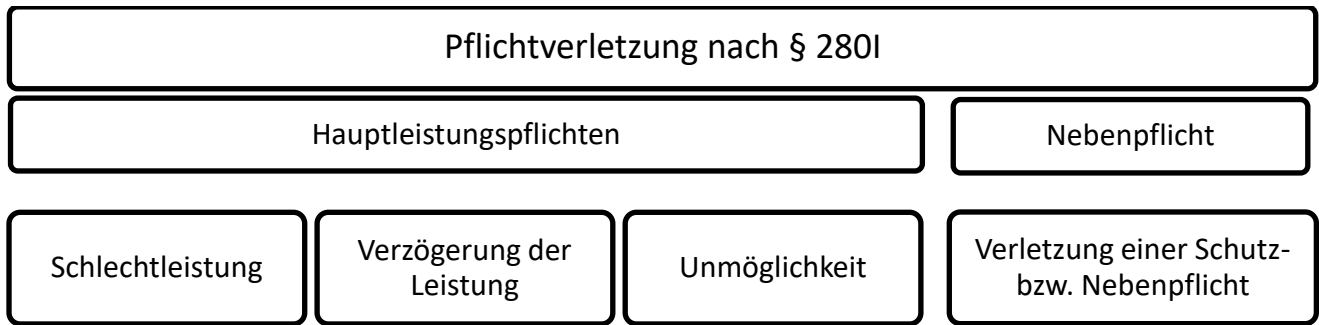 Pflichtverletzung nach § 280I
Hauptleistungspflichten
Nebenpflicht
Schlechtleistung
Verzögerung der
Leistung
Unmöglichkeit
Verletzung einer Schutz-
bzw. Nebenpflicht